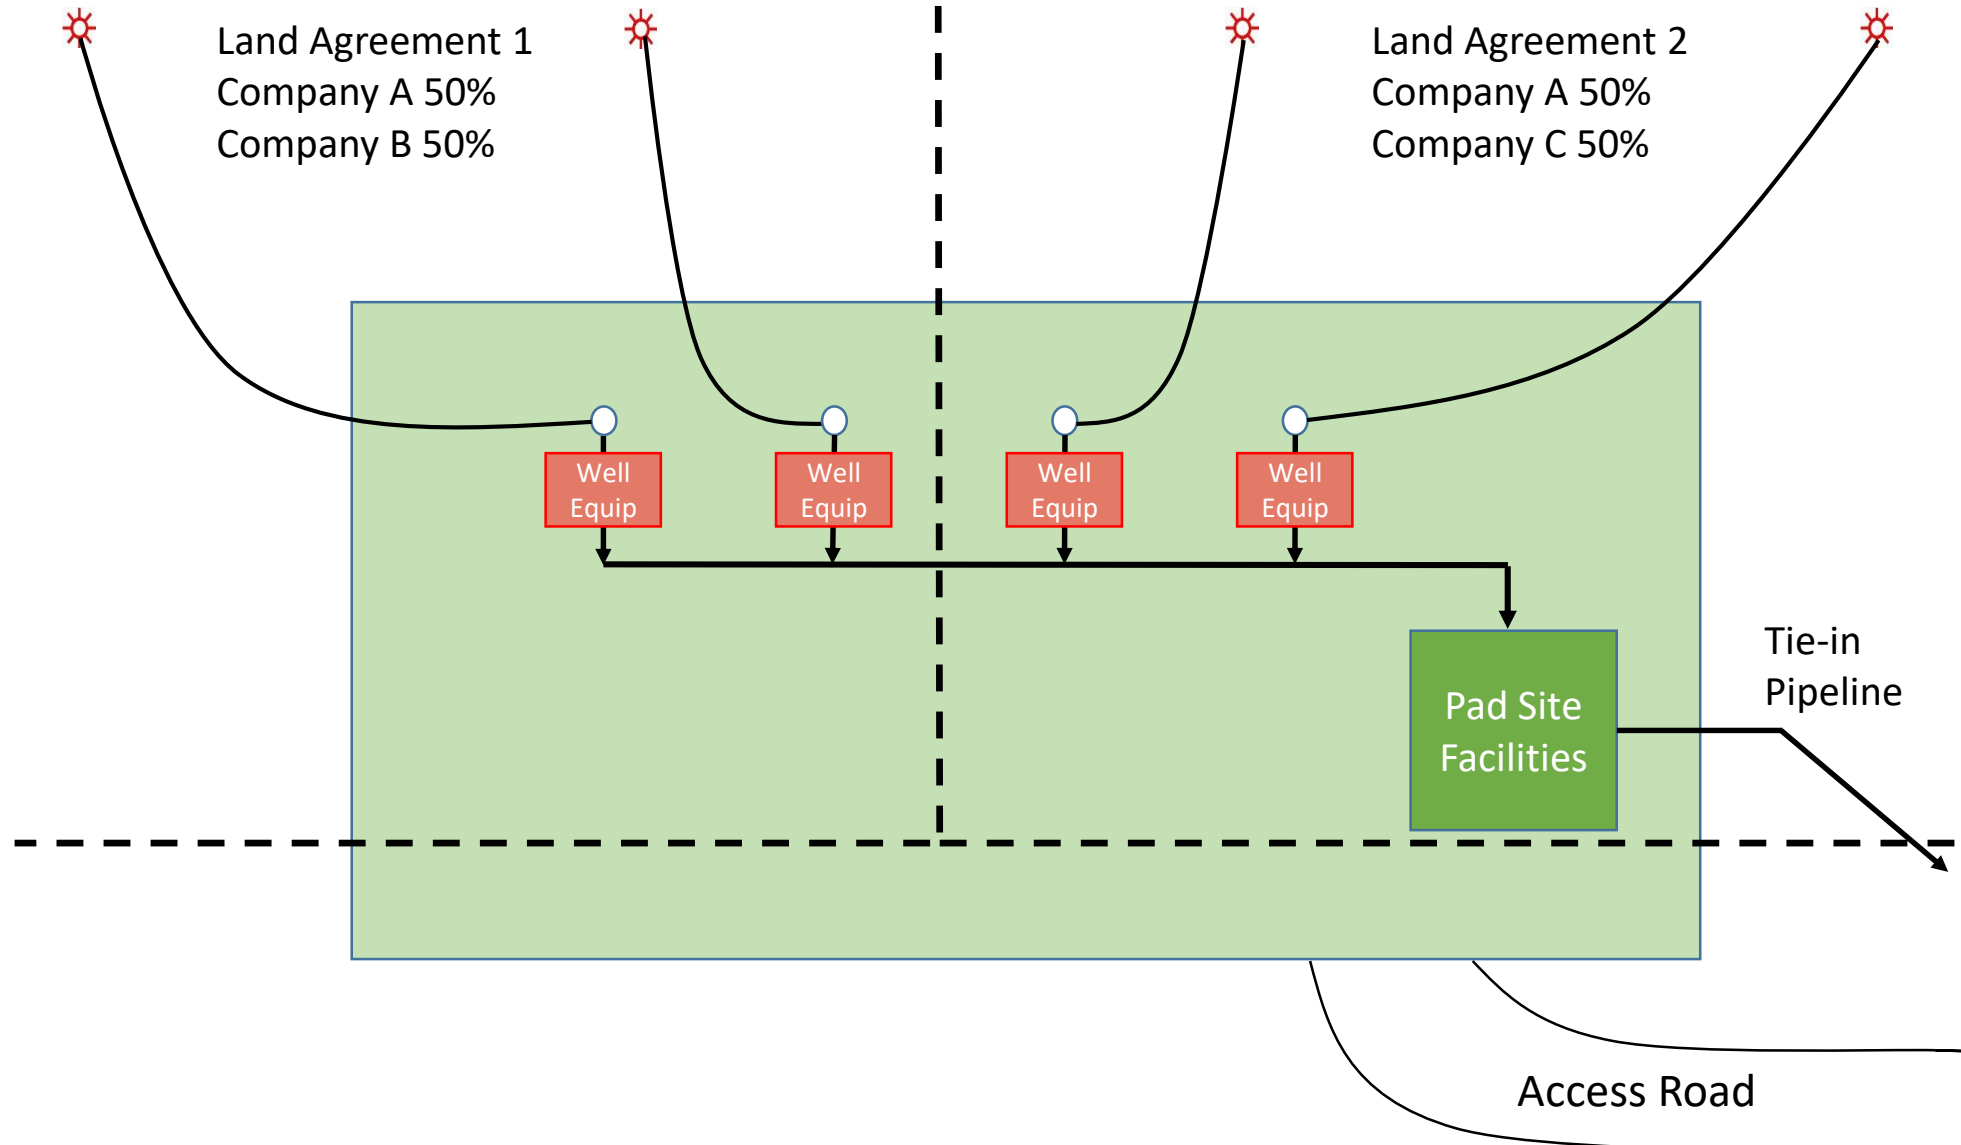 Land Agreement 1
Company A 50%
Company B 50%
Land Agreement 2
Company A 50%
Company C 50%
Well
Equip
Well
Equip
Well
Equip
Well
Equip
Pad Site
Facilities
Tie-in
Pipeline
Access Road